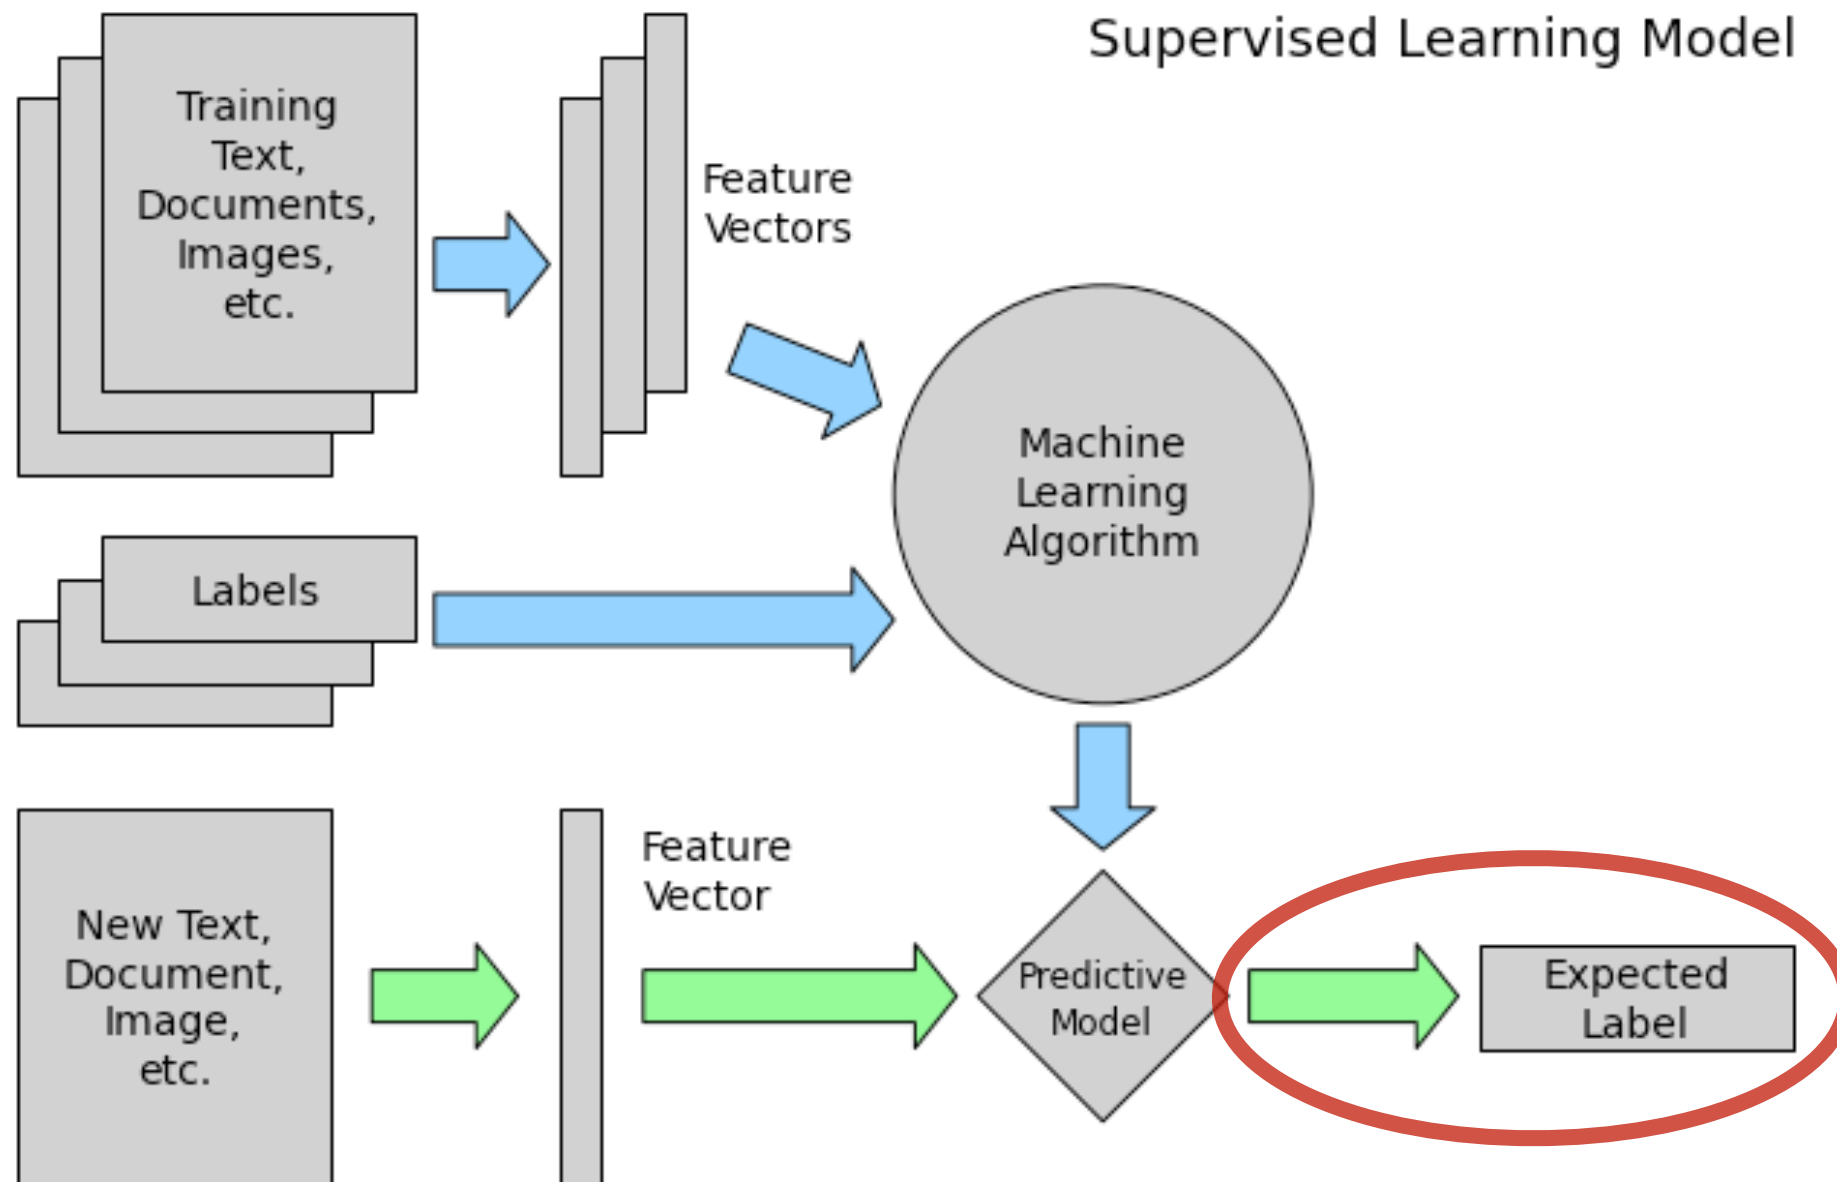 Supervised Learning Model
Training
Text,
Documents,
Images,
etc.
Feature
Vectors
Machine
Learning
Algorithm
Labels
Feature
Vector
New Text,
Document,
Image,
etc.
Predictive
Model
Expected
Label